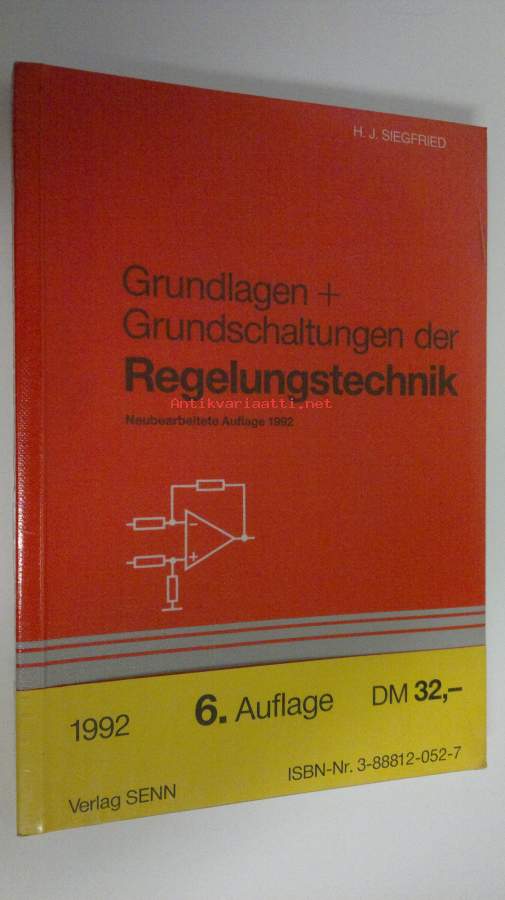 H. J. SIEGFRIED
Grundlagen +
Grundschaltungen der
Regelungstechnik
Antikvariaatti.net
Neubearbeitete Auflage 1992
−
+
1992 6. Auflage DM 32,–
Verlag SENN ISBN-Nr. 3-88812-052-7